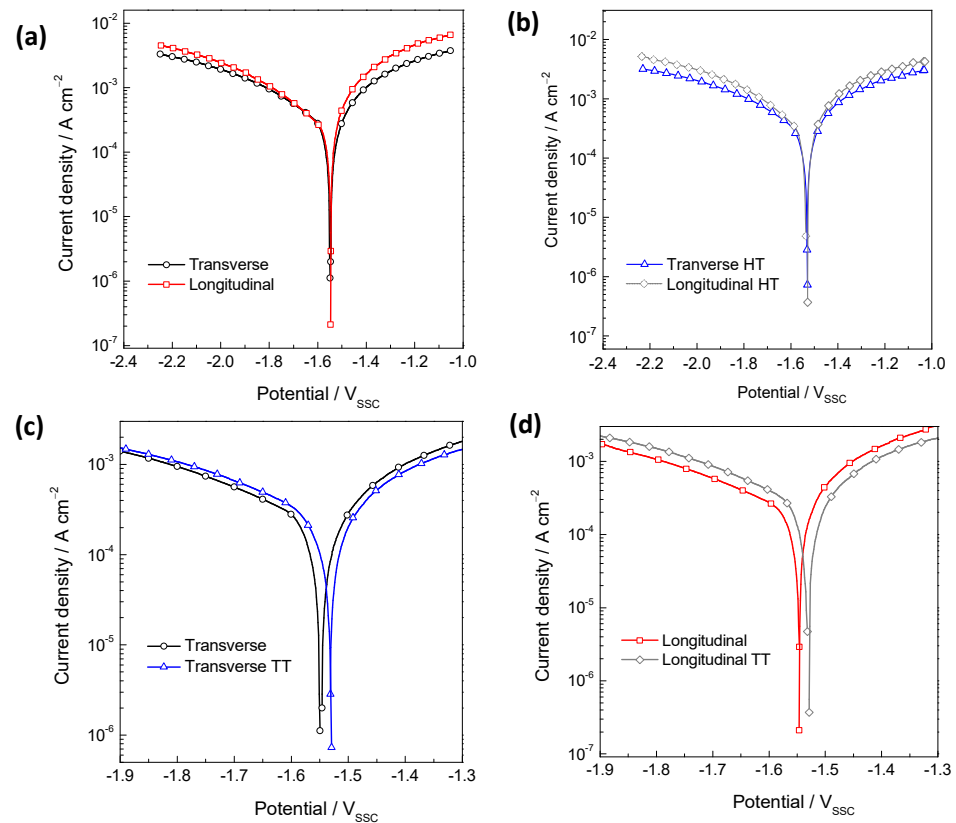 (a)
Current density / A cm⁻²
10⁻²
10⁻³
10⁻⁴
10⁻⁵
10⁻⁶
10⁻⁷
Transverse
Longitudinal
-2.4 -2.2 -2.0 -1.8 -1.6 -1.4 -1.2 -1.0
Potential / V_SSC
(b)
Current density / A cm⁻²
10⁻²
10⁻³
10⁻⁴
10⁻⁵
10⁻⁶
10⁻⁷
Tranverse HT
Longitudinal HT
-2.4 -2.2 -2.0 -1.8 -1.6 -1.4 -1.2 -1.0
Potential / V_SSC
(c)
Current density / A cm⁻²
10⁻³
10⁻⁴
10⁻⁵
10⁻⁶
Transverse
Transverse TT
-1.9 -1.8 -1.7 -1.6 -1.5 -1.4 -1.3
Potential / V_SSC
(d)
Current density / A cm⁻²
10⁻³
10⁻⁴
10⁻⁵
10⁻⁶
10⁻⁷
Longitudinal
Longitudinal TT
-1.9 -1.8 -1.7 -1.6 -1.5 -1.4 -1.3
Potential / V_SSC